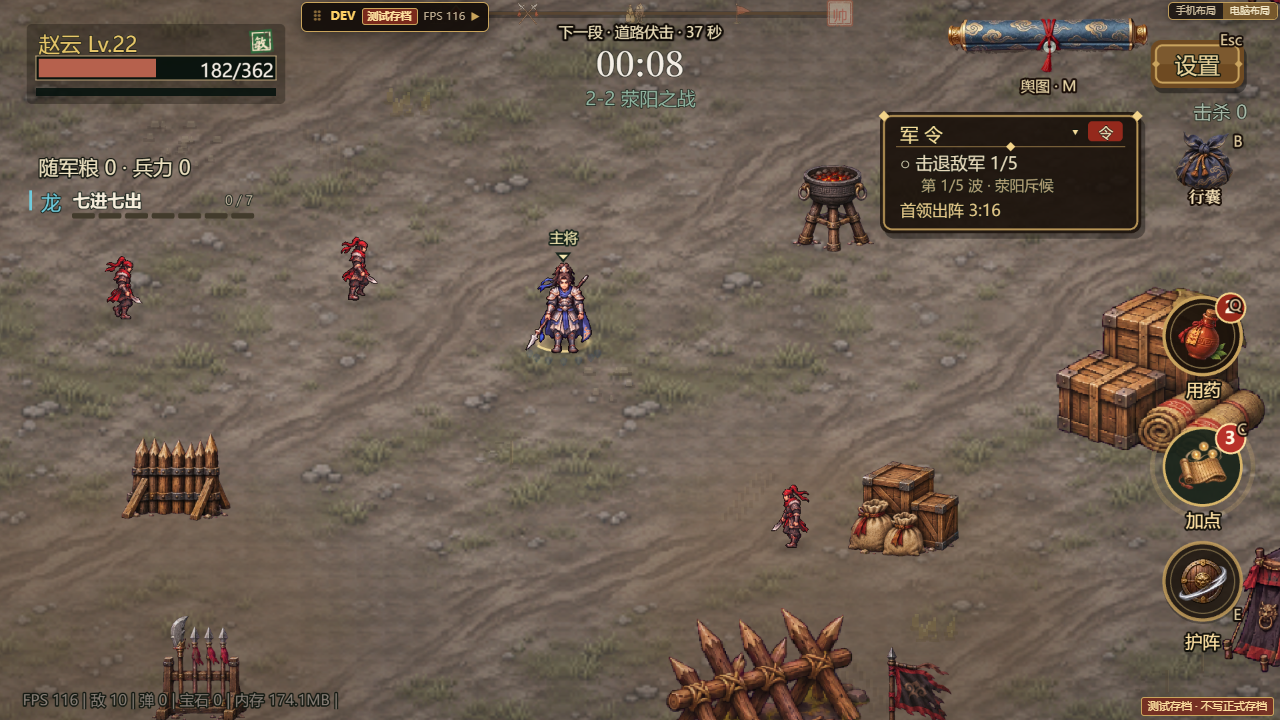 赵云 Lv.22
敏
182/362
DEV 测试存档 FPS 116 ▶
帅
下一段 · 道路伏击 · 37 秒
00:08
2-2 荥阳之战
舆图 · M
手机布局 电脑布局
Esc
设置
击杀 0
随军粮 0 · 兵力 0
龙 七进七出 0/7
军令 ▼ 令
击退敌军 1/5
第 1/5 波 · 荥阳斥候
首领出阵 3:16
B
行囊
主将
Q
用药
3 C
加点
E
护阵
FPS 116 | 敌 10 | 弹 0 | 宝石 0 | 内存 174.1MB |
测试存档 · 不写正式存档